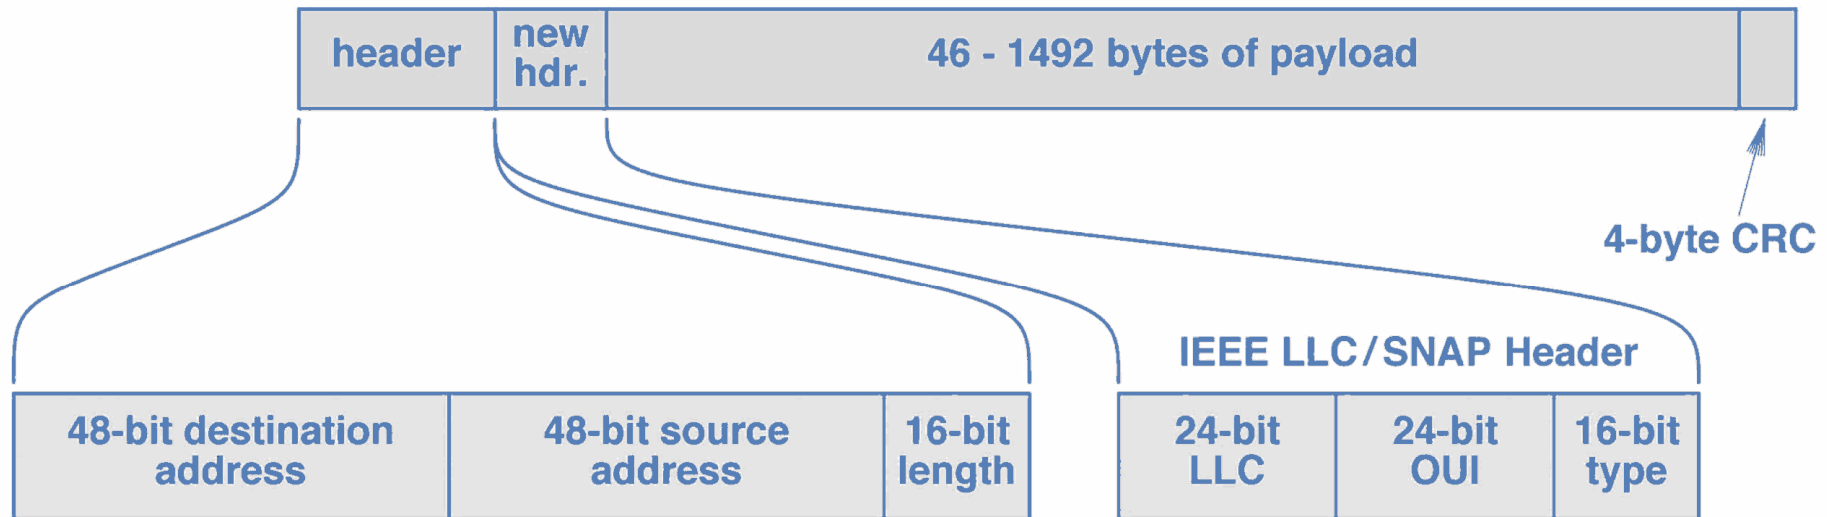 header
new
hdr.
46 - 1492 bytes of payload
4-byte CRC
IEEE LLC/SNAP Header
48-bit destination
address
48-bit source
address
16-bit
length
24-bit
LLC
24-bit
OUI
16-bit
type